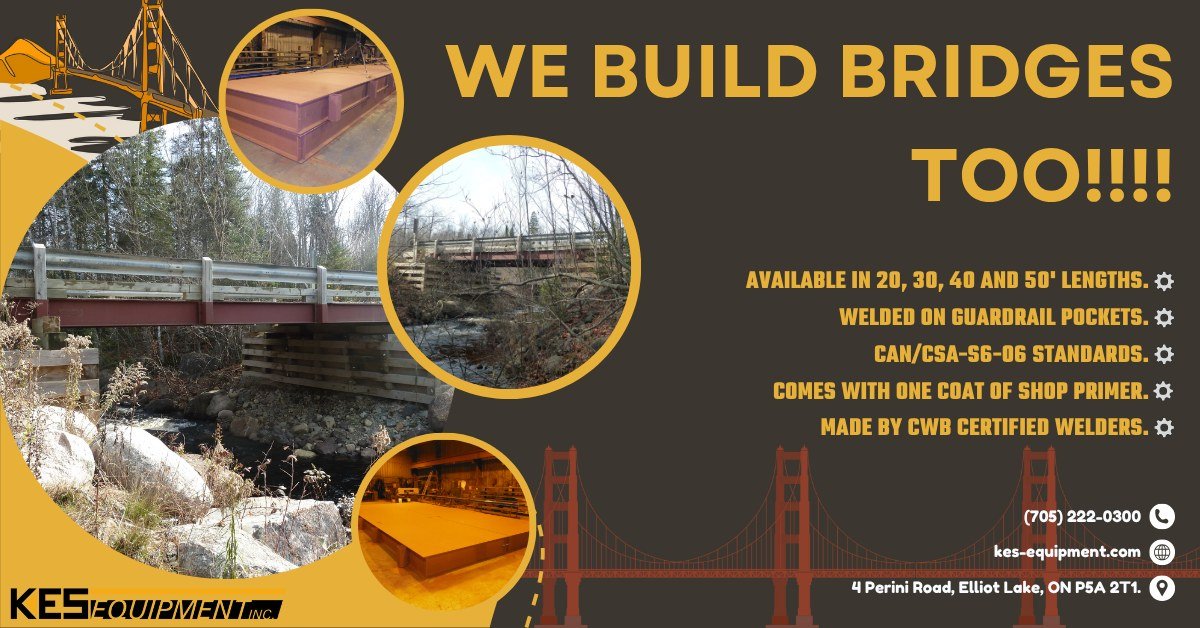 WE BUILD BRIDGES
TOO!!!!
AVAILABLE IN 20, 30, 40 AND 50' LENGTHS.
WELDED ON GUARDRAIL POCKETS.
CAN/CSA-S6-06 STANDARDS.
COMES WITH ONE COAT OF SHOP PRIMER.
MADE BY CWB CERTIFIED WELDERS.
(705) 222-0300
kes-equipment.com
4 Perini Road, Elliot Lake, ON P5A 2T1.
KES EQUIPMENT INC.